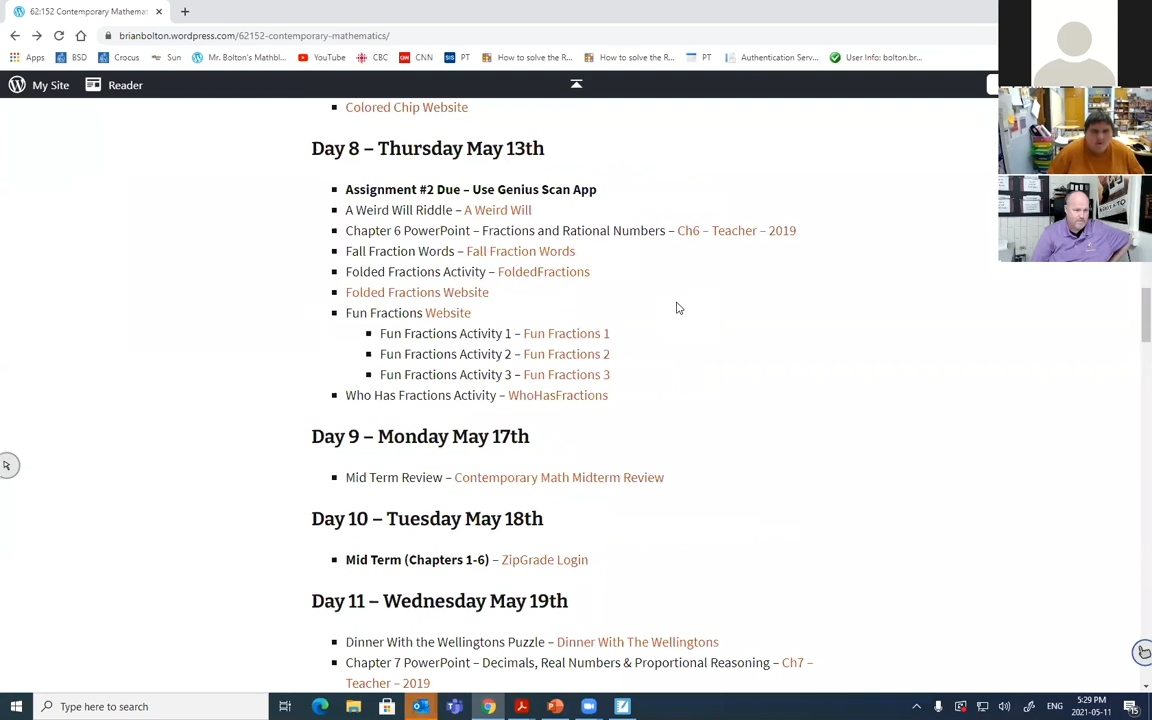 62:152 Contemporary Mathemat
brianbolton.wordpress.com/62152-contemporary-mathematics/
Apps BSD Crocus Sun Mr. Bolton's Mathbl... YouTube CBC CNN SIS PT How to solve the R... How to solve the R... PT Authentication Serv... User Info: bolton.br...
My Site Reader
Colored Chip Website
Day 8 – Thursday May 13th
Assignment #2 Due – Use Genius Scan App
A Weird Will Riddle – A Weird Will
Chapter 6 PowerPoint – Fractions and Rational Numbers – Ch6 – Teacher – 2019
Fall Fraction Words – Fall Fraction Words
Folded Fractions Activity – FoldedFractions
Folded Fractions Website
Fun Fractions Website
Fun Fractions Activity 1 – Fun Fractions 1
Fun Fractions Activity 2 – Fun Fractions 2
Fun Fractions Activity 3 – Fun Fractions 3
Who Has Fractions Activity – WhoHasFractions
Day 9 – Monday May 17th
Mid Term Review – Contemporary Math Midterm Review
Day 10 – Tuesday May 18th
Mid Term (Chapters 1-6) – ZipGrade Login
Day 11 – Wednesday May 19th
Dinner With the Wellingtons Puzzle – Dinner With The Wellingtons
Chapter 7 PowerPoint – Decimals, Real Numbers & Proportional Reasoning – Ch7 –
Teacher – 2019
Type here to search
ENG
5:29 PM
2021-05-11